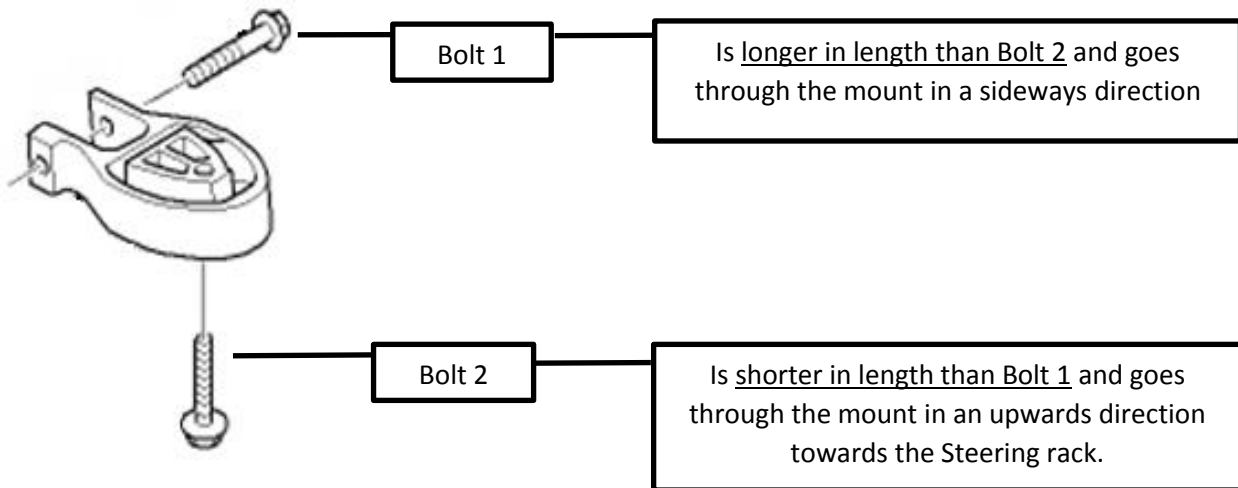 Bolt 1
Is longer in length than Bolt 2 and goes
through the mount in a sideways direction
Bolt 2
Is shorter in length than Bolt 1 and goes
through the mount in an upwards direction
towards the Steering rack.